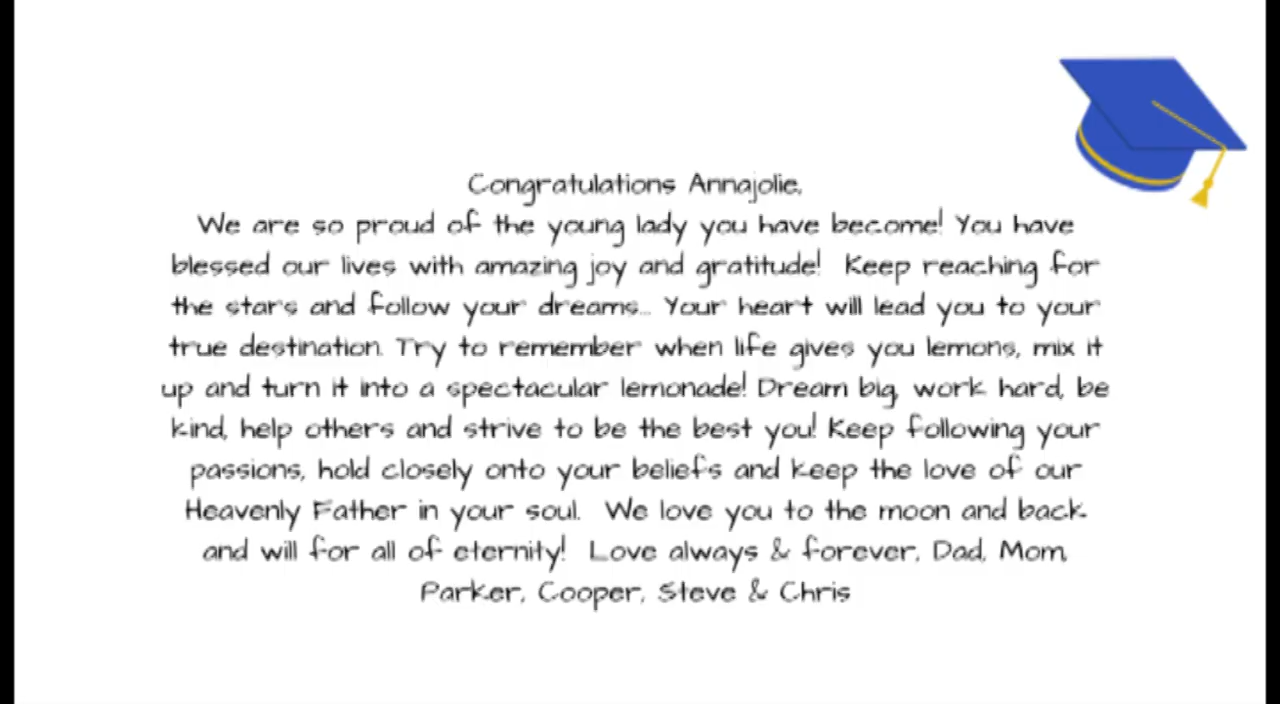 Congratulations Annajolie,
We are so proud of the young lady you have become! You have
blessed our lives with amazing joy and gratitude!  Keep reaching for
the stars and follow your dreams... Your heart will lead you to your
true destination. Try to remember when life gives you lemons, mix it
up and turn it into a spectacular lemonade! Dream big, work hard, be
kind, help others and strive to be the best you! Keep following your
passions, hold closely onto your beliefs and keep the love of our
Heavenly Father in your soul.  We love you to the moon and back
and will for all of eternity!  Love always & forever, Dad, Mom,
Parker, Cooper, Steve & Chris